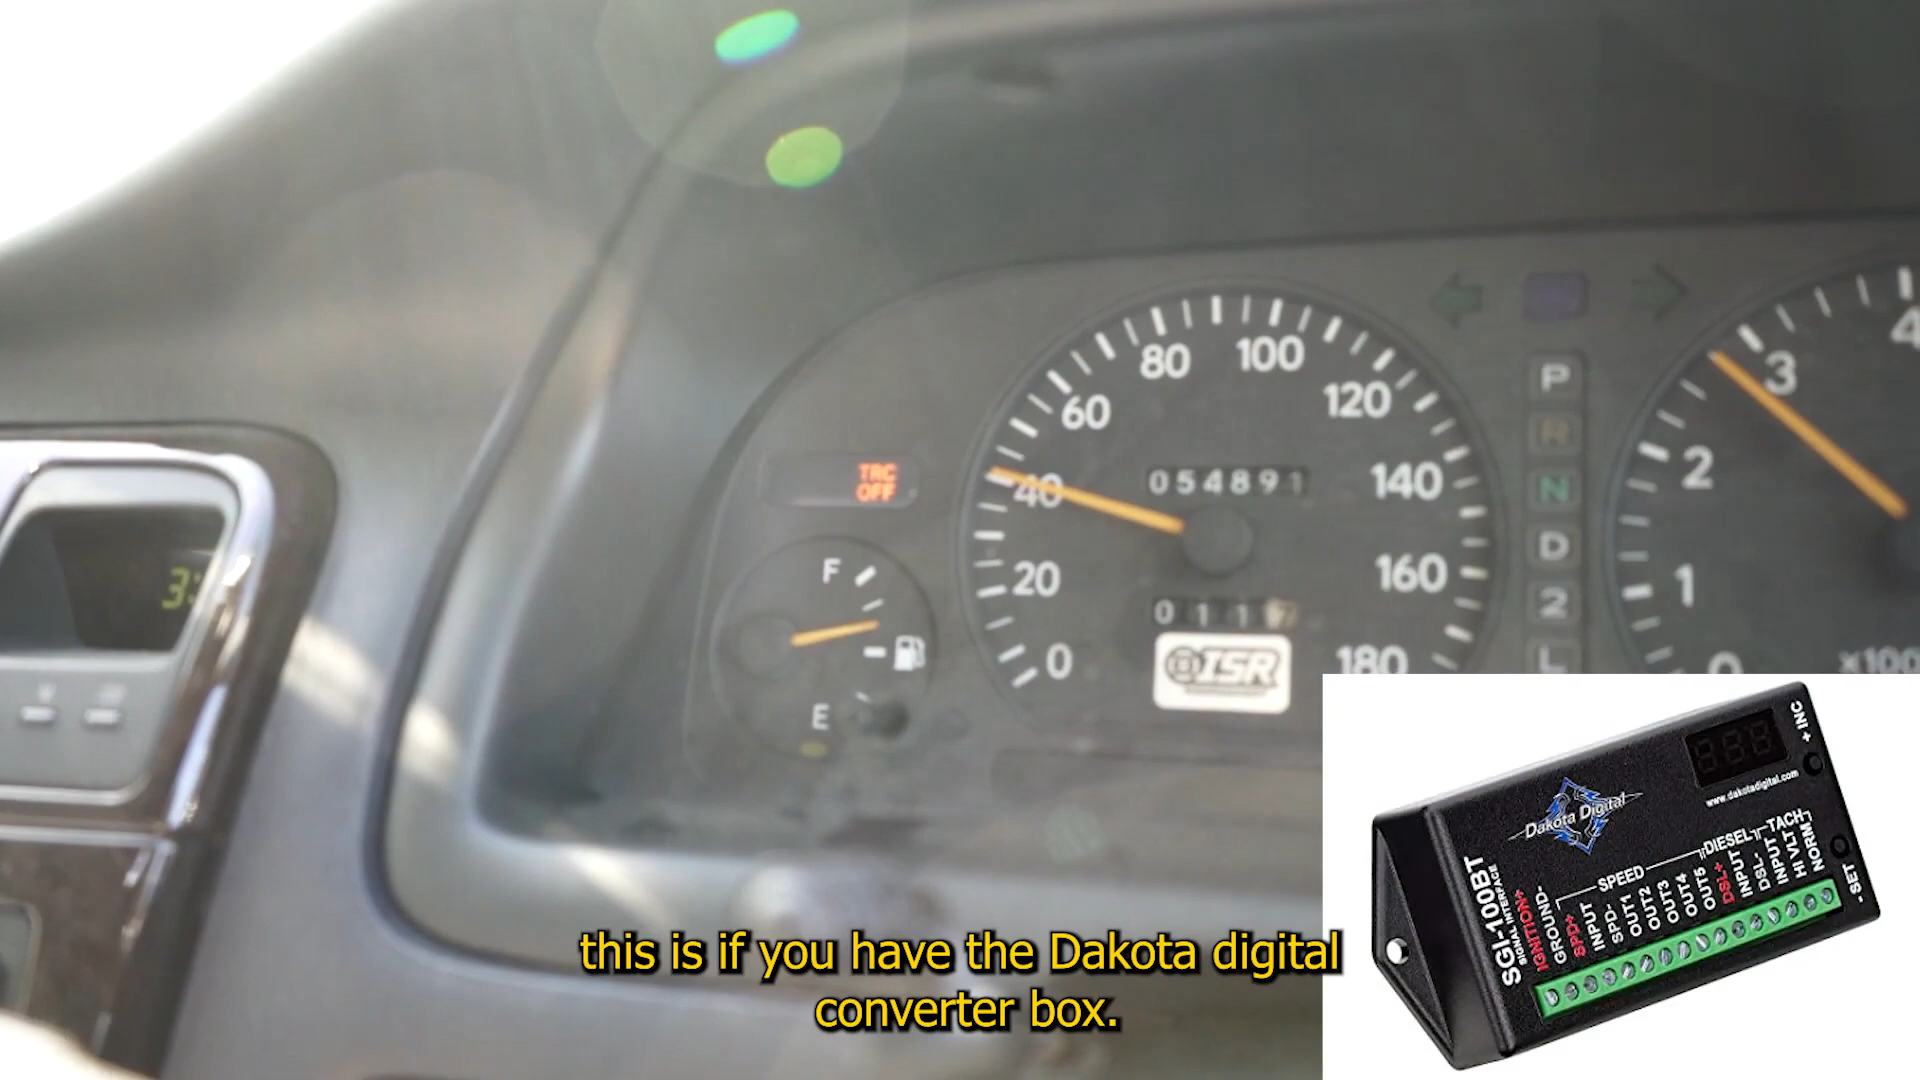 80
100
60
120
40
054891
140
20
160
0
180
TRC
OFF
F
E
3:
P
R
N
D
2
L
4
3
2
1
0
x100
ISR
this is if you have the Dakota digital
converter box.
Dakota Digital
www.dakotadigital.com
+ INC
- SET
SGI-100BT
SIGNAL INTERFACE
SPEED
DIESEL
TACH
IGNITION+
GROUND-
SPD+
INPUT
SPD-
OUT1
OUT2
OUT3
OUT4
OUT5
DSL+
INPUT
DSL-
INPUT
HI VLT
NORM